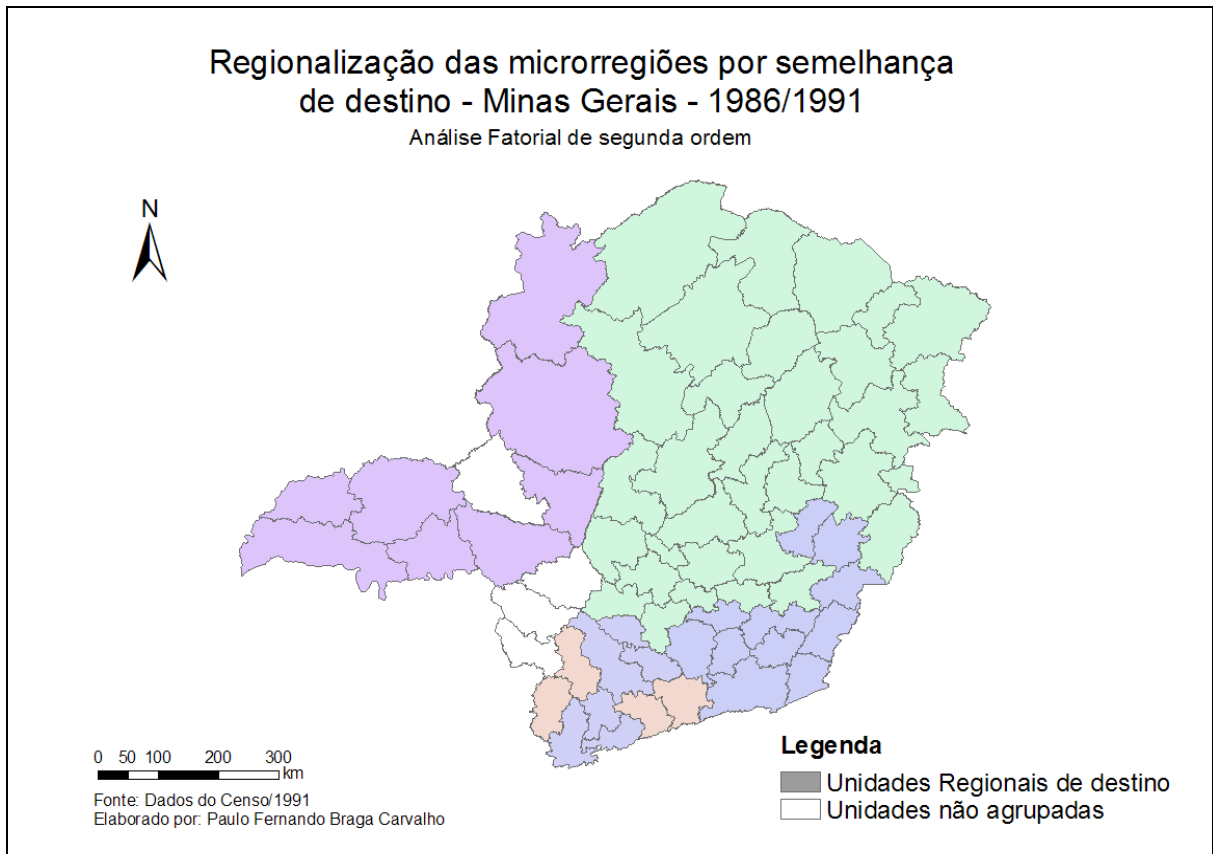 Regionalização das microrregiões por semelhança
de destino - Minas Gerais - 1986/1991
Análise Fatorial de segunda ordem
N
0 50 100 200 300
km
Fonte: Dados do Censo/1991
Elaborado por: Paulo Fernando Braga Carvalho
Legenda
Unidades Regionais de destino
Unidades não agrupadas